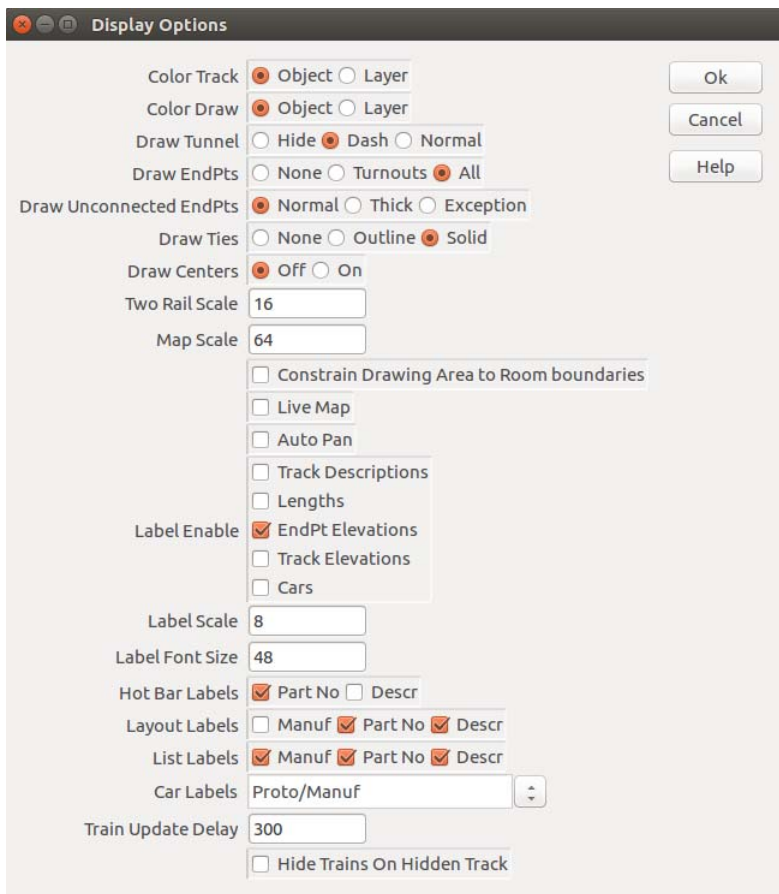 Display Options
Color Track Object Layer Ok
Color Draw Object Layer Cancel
Draw Tunnel Hide Dash Normal
Draw EndPts None Turnouts All Help
Draw Unconnected EndPts Normal Thick Exception
Draw Ties None Outline Solid
Draw Centers Off On
Two Rail Scale 16
Map Scale 64
Constrain Drawing Area to Room boundaries
Live Map
Auto Pan
Track Descriptions
Lengths
Label Enable EndPt Elevations
Track Elevations
Cars
Label Scale 8
Label Font Size 48
Hot Bar Labels Part No Descr
Layout Labels Manuf Part No Descr
List Labels Manuf Part No Descr
Car Labels Proto/Manuf
Train Update Delay 300
Hide Trains On Hidden Track